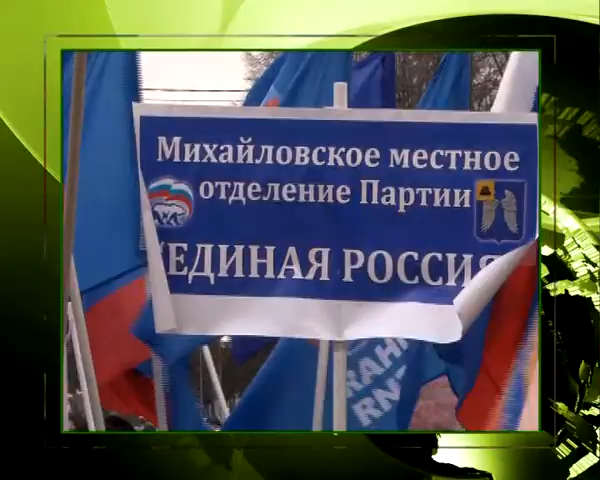 Михайловское местное
отделение Партии
"ЕДИНАЯ РОССИЯ